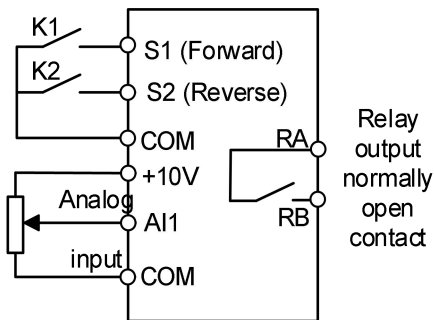 K1
S1 (Forward)
K2
S2 (Reverse)
COM
+10V
Analog
AI1
input
COM
RA
RB
Relay
output
normally
open
contact